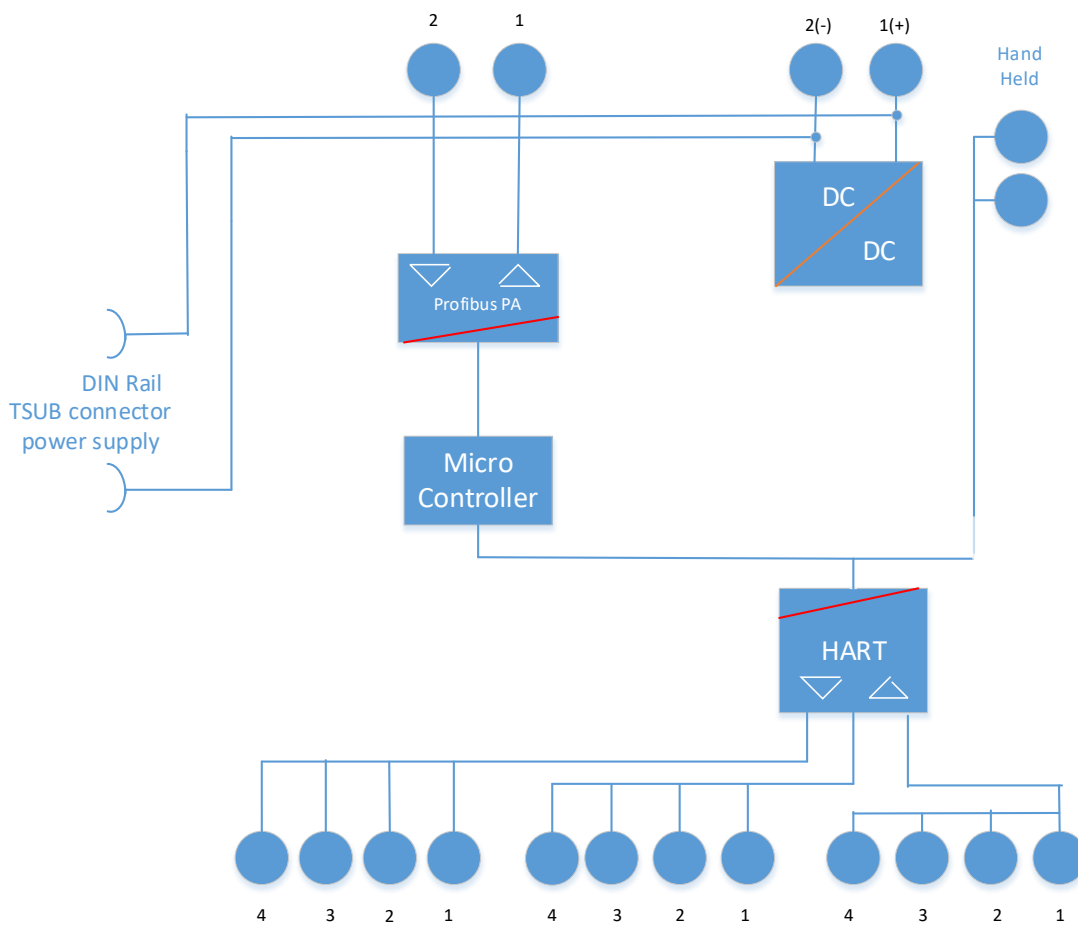 2
1
2(-)
1(+)
Hand
Held
DC
DC
Profibus PA
DIN Rail
TSUB connector
power supply
Micro
Controller
HART
4
3
2
1
4
3
2
1
4
3
2
1